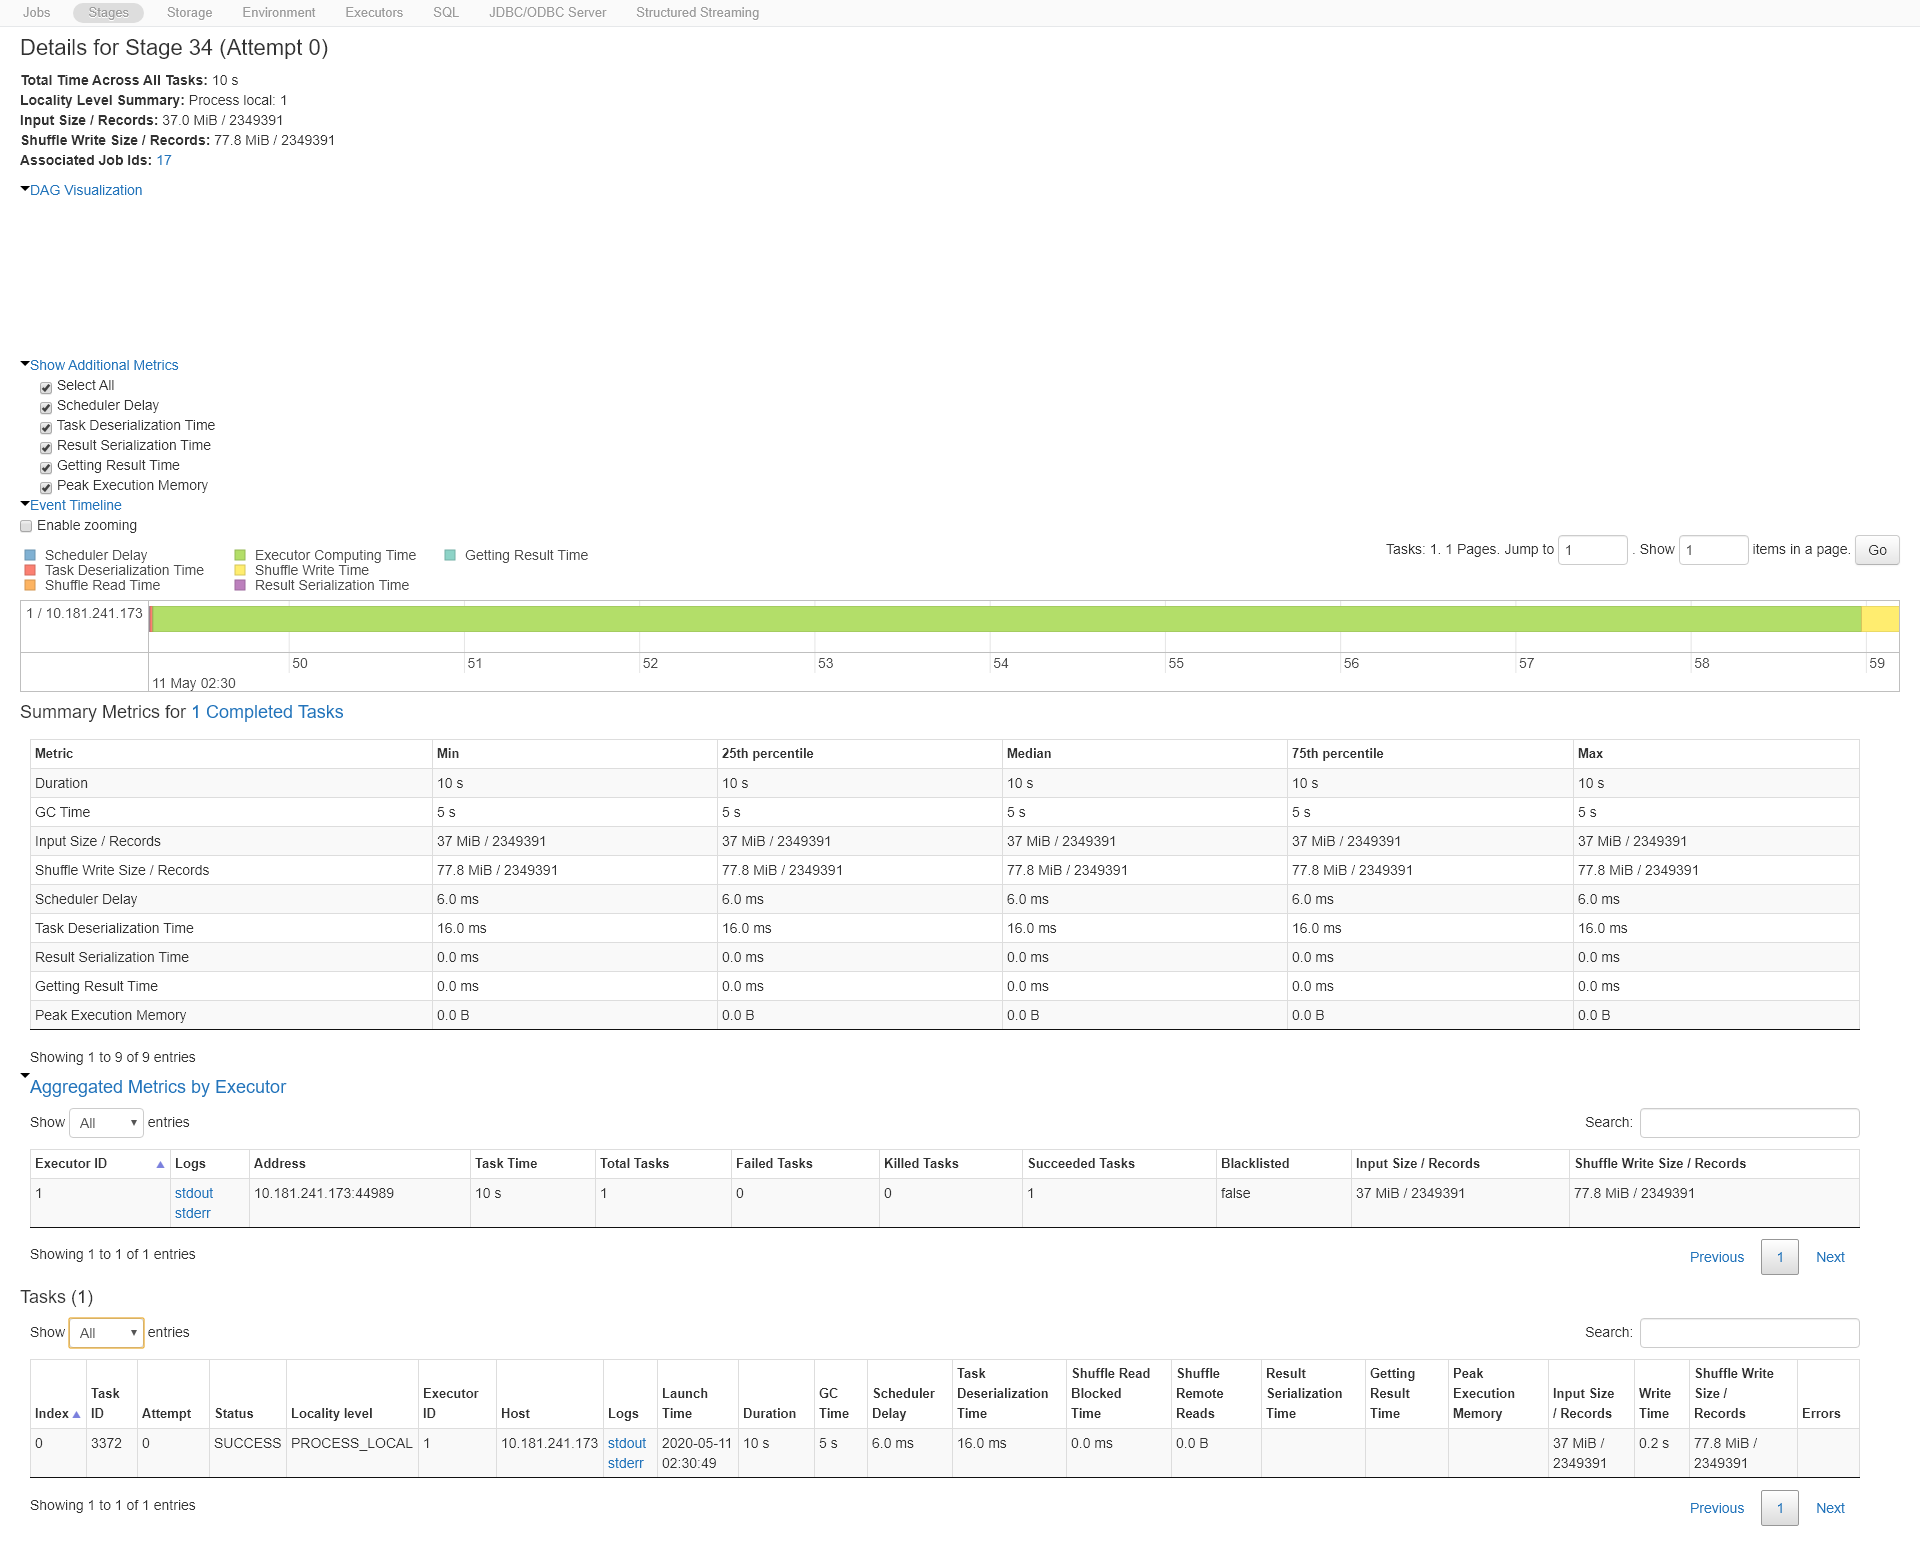 Jobs Stages Storage Environment Executors SQL JDBC/ODBC Server Structured Streaming
Details for Stage 34 (Attempt 0)
Total Time Across All Tasks: 10 s
Locality Level Summary: Process local: 1
Input Size / Records: 37.0 MiB / 2349391
Shuffle Write Size / Records: 77.8 MiB / 2349391
Associated Job Ids: 17
DAG Visualization
Show Additional Metrics
Select All
Scheduler Delay
Task Deserialization Time
Result Serialization Time
Getting Result Time
Peak Execution Memory
Event Timeline
Enable zooming
Tasks: 1. 1 Pages. Jump to 1 . Show 1 items in a page. Go
Scheduler Delay Executor Computing Time Getting Result Time
Task Deserialization Time Shuffle Write Time
Shuffle Read Time Result Serialization Time
1 / 10.181.241.173
50 51 52 53 54 55 56 57 58 59
11 May 02:30
Summary Metrics for 1 Completed Tasks
Metric Min 25th percentile Median 75th percentile Max
Duration 10 s 10 s 10 s 10 s 10 s
GC Time 5 s 5 s 5 s 5 s 5 s
Input Size / Records 37 MiB / 2349391 37 MiB / 2349391 37 MiB / 2349391 37 MiB / 2349391 37 MiB / 2349391
Shuffle Write Size / Records 77.8 MiB / 2349391 77.8 MiB / 2349391 77.8 MiB / 2349391 77.8 MiB / 2349391 77.8 MiB / 2349391
Scheduler Delay 6.0 ms 6.0 ms 6.0 ms 6.0 ms 6.0 ms
Task Deserialization Time 16.0 ms 16.0 ms 16.0 ms 16.0 ms 16.0 ms
Result Serialization Time 0.0 ms 0.0 ms 0.0 ms 0.0 ms 0.0 ms
Getting Result Time 0.0 ms 0.0 ms 0.0 ms 0.0 ms 0.0 ms
Peak Execution Memory 0.0 B 0.0 B 0.0 B 0.0 B 0.0 B
Showing 1 to 9 of 9 entries
Aggregated Metrics by Executor
Show All entries Search:
Executor ID Logs Address Task Time Total Tasks Failed Tasks Killed Tasks Succeeded Tasks Blacklisted Input Size / Records Shuffle Write Size / Records
1 stdout 10.181.241.173:44989 10 s 1 0 0 1 false 37 MiB / 2349391 77.8 MiB / 2349391
stderr
Showing 1 to 1 of 1 entries
Previous 1 Next
Tasks (1)
Show All entries Search:
Task Shuffle Read Shuffle Result Getting Peak Shuffle Write
Task Executor Launch GC Scheduler Deserialization Blocked Remote Serialization Result Execution Input Size Write Size /
Index ID Attempt Status Locality level ID Host Logs Time Duration Time Delay Time Time Reads Time Time Memory / Records Time Records Errors
0 3372 0 SUCCESS PROCESS_LOCAL 1 10.181.241.173 stdout 2020-05-11 10 s 5 s 6.0 ms 16.0 ms 0.0 ms 0.0 B 37 MiB / 0.2 s 77.8 MiB /
stderr 02:30:49 2349391 2349391
Showing 1 to 1 of 1 entries
Previous 1 Next